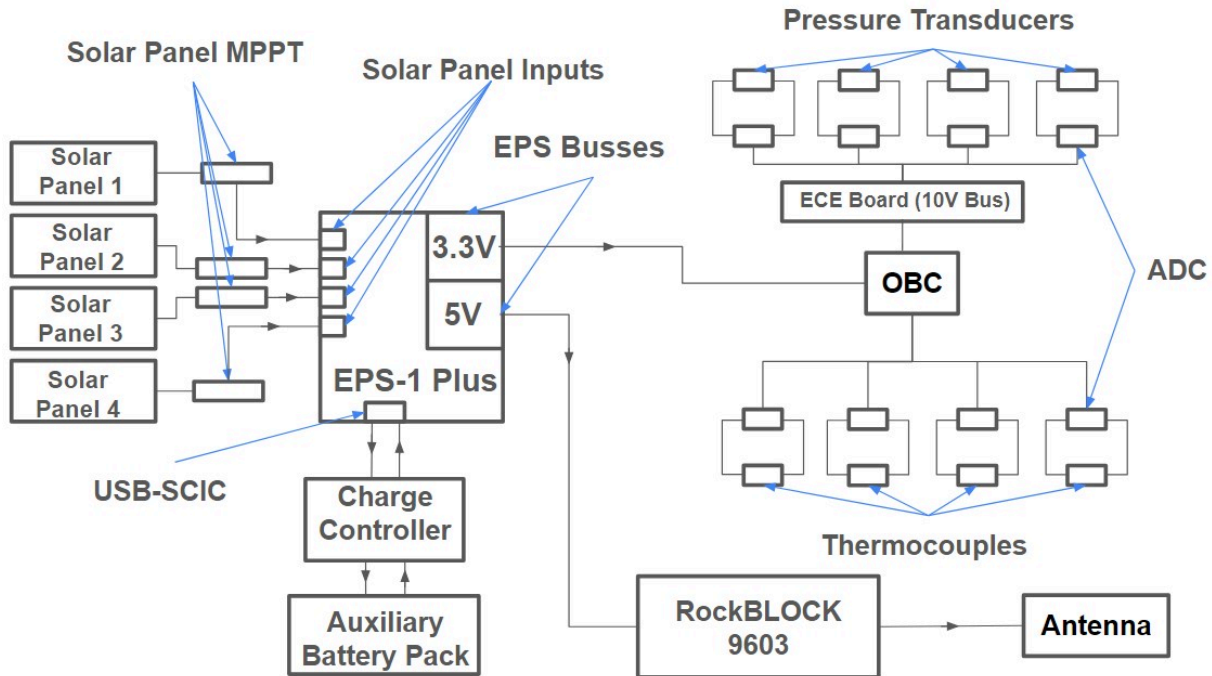 Pressure Transducers
Solar Panel MPPT
Solar Panel Inputs
EPS Busses
Solar
Panel 1
ECE Board (10V Bus)
Solar
Panel 2
3.3V
OBC
ADC
Solar
Panel 3
5V
Solar
Panel 4
EPS-1 Plus
USB-SCIC
Charge
Controller
Thermocouples
Auxiliary
Battery Pack
RockBLOCK
9603
Antenna